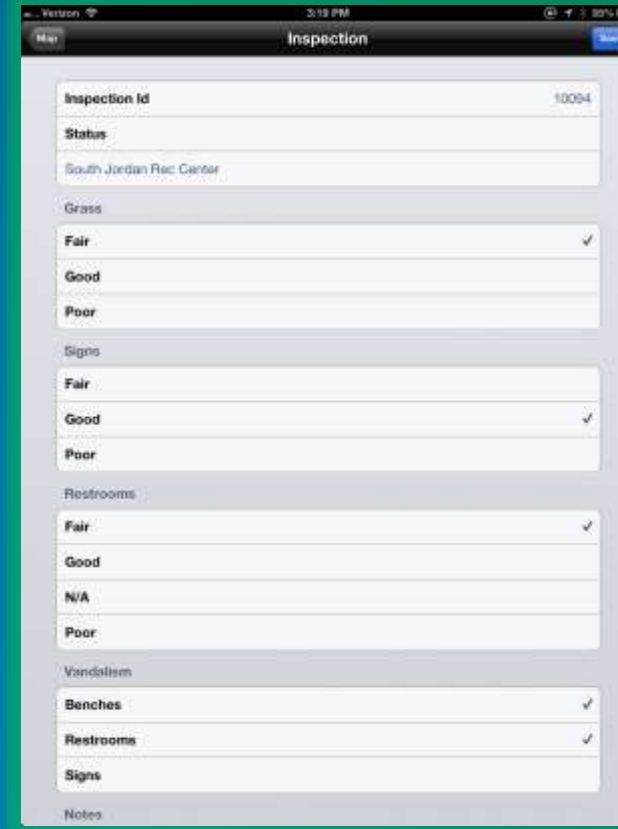 Verizon 3:19 PM
Map Inspection
Inspection Id 10094
Status
South Jordan Rec Center
Grass
Fair ✓
Good
Poor
Signs
Fair
Good ✓
Poor
Restrooms
Fair ✓
Good
N/A
Poor
Vandalism
Benches ✓
Restrooms ✓
Signs
Notes